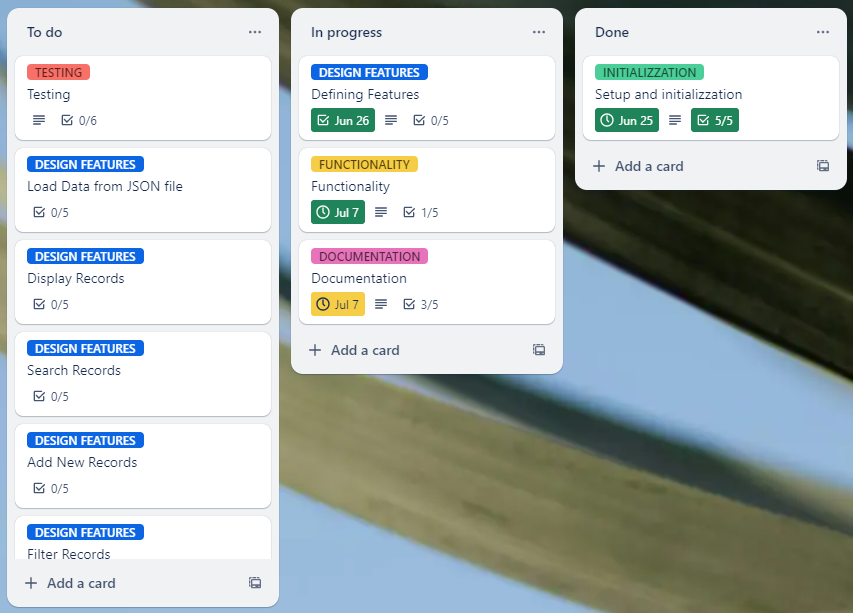 To do
TESTING
Testing
0/6
DESIGN FEATURES
Load Data from JSON file
0/5
DESIGN FEATURES
Display Records
0/5
DESIGN FEATURES
Search Records
0/5
DESIGN FEATURES
Add New Records
0/5
DESIGN FEATURES
Filter Records
+ Add a card
In progress
DESIGN FEATURES
Defining Features
Jun 26 0/5
FUNCTIONALITY
Functionality
Jul 7 1/5
DOCUMENTATION
Documentation
Jul 7 3/5
+ Add a card
Done
INITIALIZZATION
Setup and initializzation
Jun 25 5/5
+ Add a card